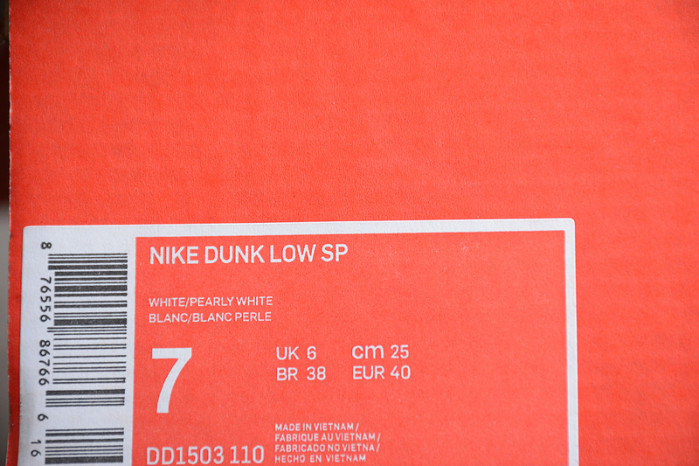 NIKE DUNK LOW SP
WHITE/PEARLY WHITE
BLANC/BLANC PERLE
7
UK 6 cm 25
BR 38 EUR 40
DD1503 110
MADE IN VIETNAM /
FABRIQUE AU VIETNAM /
FABRICADO NO VIETNA /
HECHO EN VIETNAM
8 76556 86766 6 16